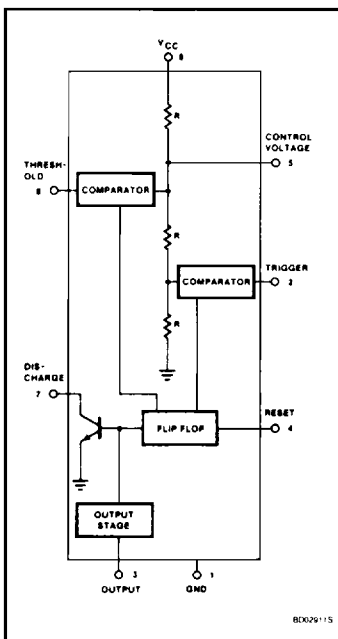 VCC
8
R
CONTROL
VOLTAGE
5
THRESH-
OLD
6
COMPARATOR
R
COMPARATOR
TRIGGER
2
R
DIS-
CHARGE
7
FLIP FLOP
RESET
4
OUTPUT
STAGE
3
OUTPUT
1
GND
BD02911S